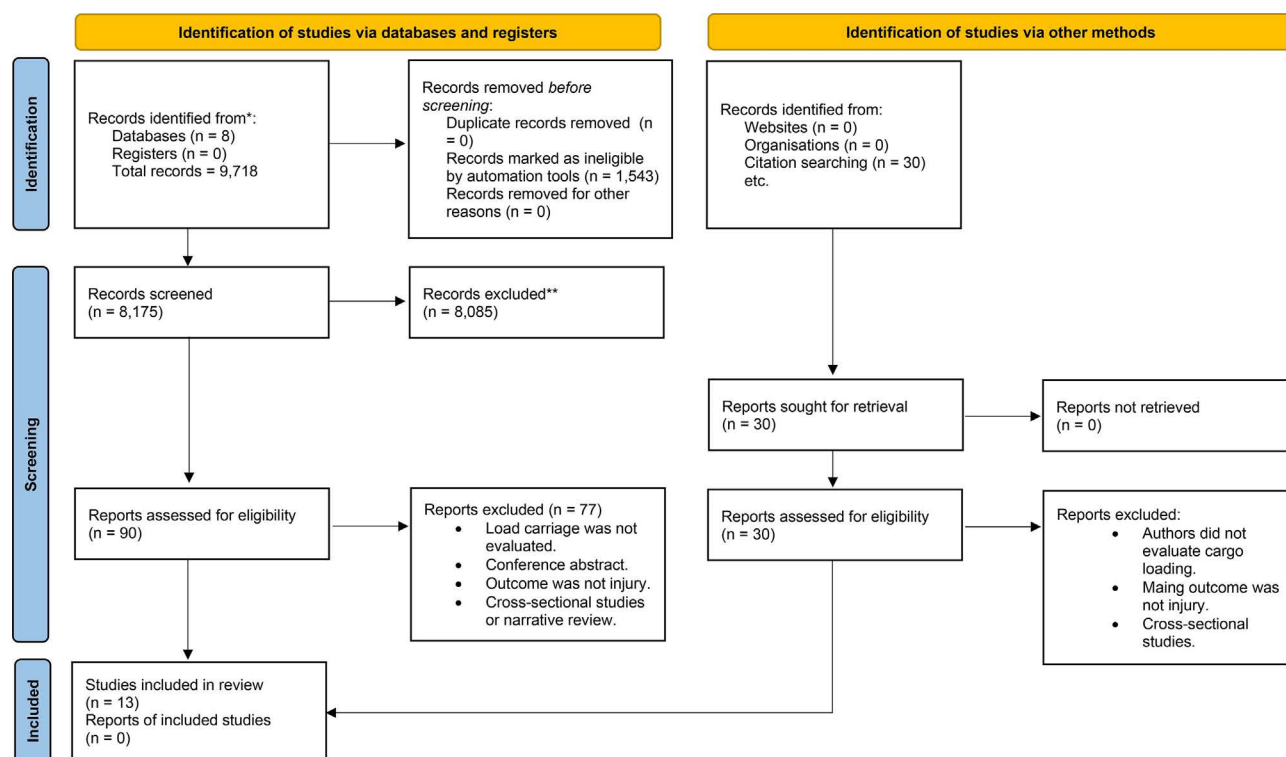 Identification of studies via databases and registers
Identification of studies via other methods
Identification
Records identified from*:
Databases (n = 8)
Registers (n = 0)
Total records = 9,718
Records removed before
screening:
Duplicate records removed (n
= 0)
Records marked as ineligible
by automation tools (n = 1,543)
Records removed for other
reasons (n = 0)
Records identified from:
Websites (n = 0)
Organisations (n = 0)
Citation searching (n = 30)
etc.
Screening
Records screened
(n = 8,175)
Records excluded**
(n = 8,085)
Reports sought for retrieval
(n = 30)
Reports not retrieved
(n = 0)
Reports assessed for eligibility
(n = 90)
Reports excluded (n = 77)
• Load carriage was not
evaluated.
• Conference abstract.
• Outcome was not injury.
• Cross-sectional studies
or narrative review.
Reports assessed for eligibility
(n = 30)
Reports excluded:
• Authors did not
evaluate cargo
loading.
• Maing outcome was
not injury.
• Cross-sectional
studies.
Included
Studies included in review
(n = 13)
Reports of included studies
(n = 0)